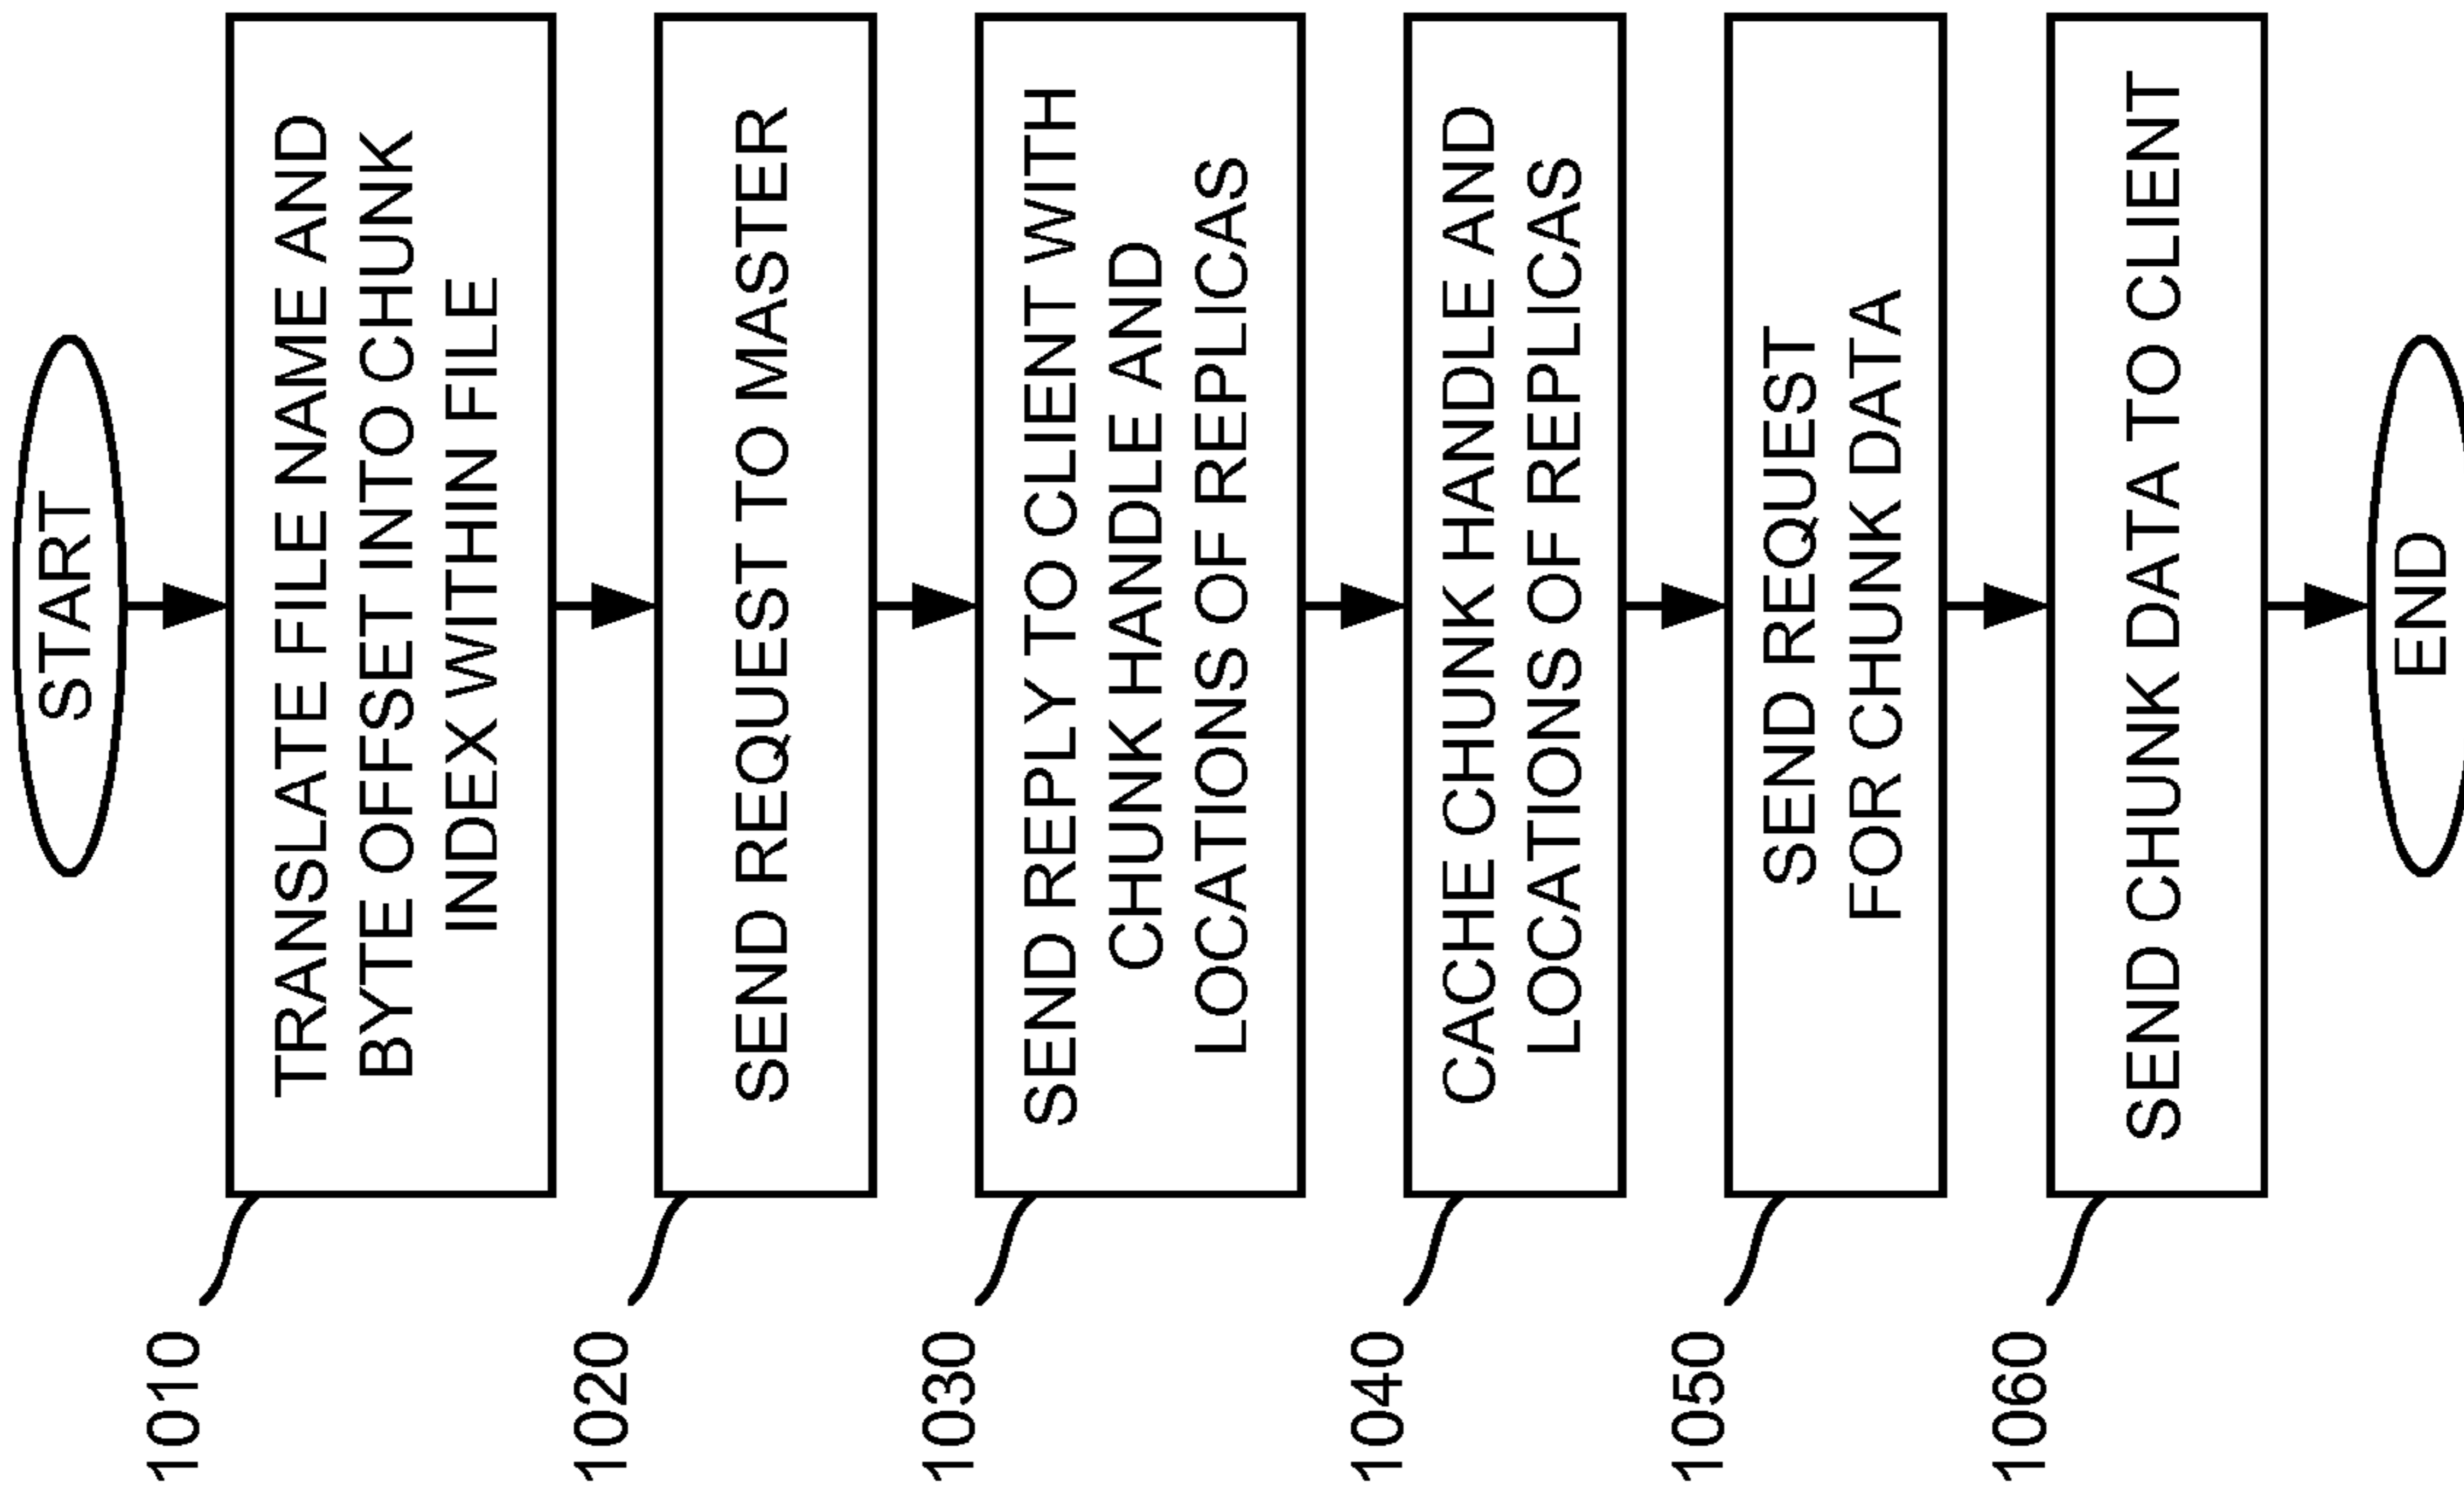 START
1010
TRANSLATE FILE NAME AND
BYTE OFFSET INTO CHUNK
INDEX WITHIN FILE
1020
SEND REQUEST TO MASTER
1030
SEND REPLY TO CLIENT WITH
CHUNK HANDLE AND
LOCATIONS OF REPLICAS
1040
CACHE CHUNK HANDLE AND
LOCATIONS OF REPLICAS
1050
SEND REQUEST
FOR CHUNK DATA
1060
SEND CHUNK DATA TO CLIENT
END